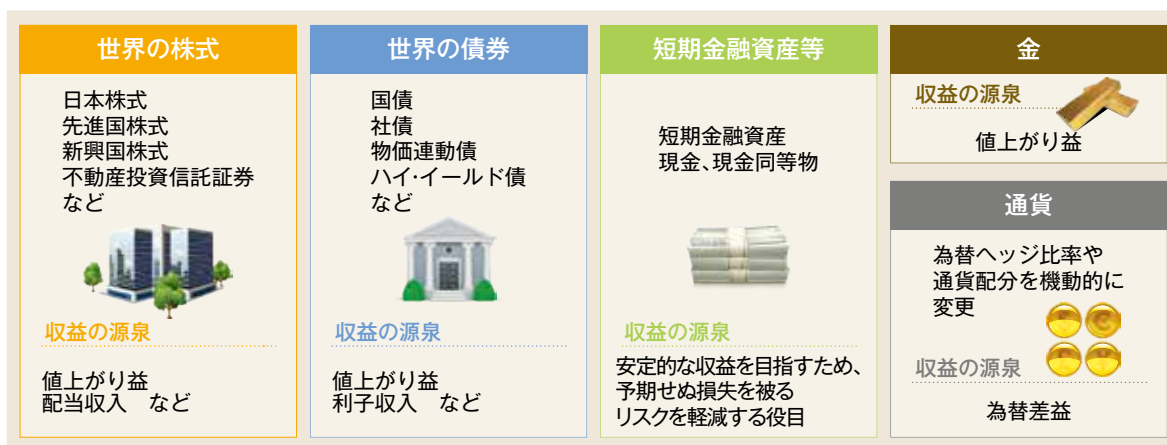 世界の株式
日本株式
先進国株式
新興国株式
不動産投資信託証券
など
収益の源泉
値上がり益
配当収入　など
世界の債券
国債
社債
物価連動債
ハイ・イールド債
など
収益の源泉
値上がり益
利子収入　など
短期金融資産等
短期金融資産
現金、現金同等物
収益の源泉
安定的な収益を目指すため、
予期せぬ損失を被る
リスクを軽減する役目
金
収益の源泉
値上がり益
通貨
為替ヘッジ比率や
通貨配分を機動的に
変更
収益の源泉
為替差益